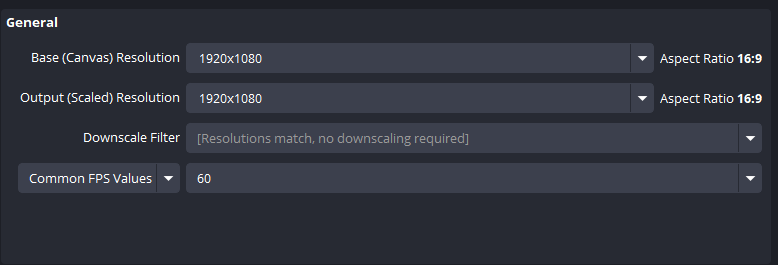 General
Base (Canvas) Resolution 1920x1080 Aspect Ratio 16:9
Output (Scaled) Resolution 1920x1080 Aspect Ratio 16:9
Downscale Filter [Resolutions match, no downscaling required]
Common FPS Values 60